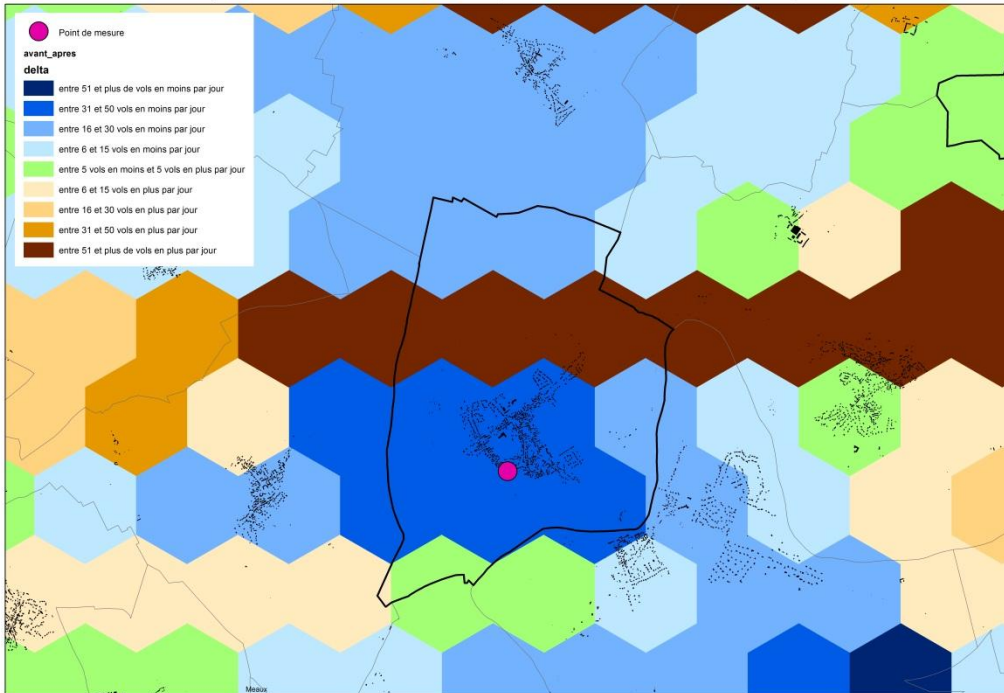 Point de mesure
avant_apres
delta
entre 51 et plus de vols en moins par jour
entre 31 et 50 vols en moins par jour
entre 16 et 30 vols en moins par jour
entre 6 et 15 vols en moins par jour
entre 5 vols en moins et 5 vols en plus par jour
entre 6 et 15 vols en plus par jour
entre 16 et 30 vols en plus par jour
entre 31 et 50 vols en plus par jour
entre 51 et plus de vols en plus par jour
Meaux